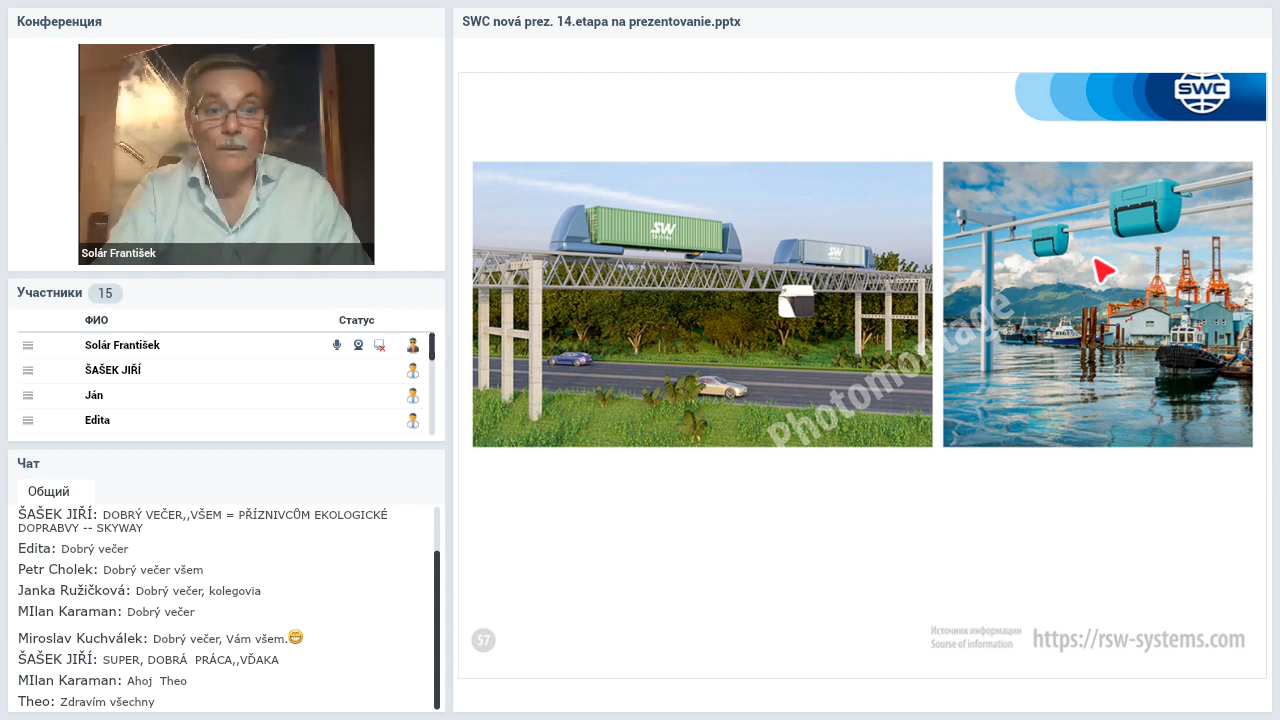 Конференция
Solár František
Участники 15
ФИО Статус
Solár František
ŠAŠEK JIŘÍ
Ján
Edita
Чат
Общий
ŠAŠEK JIŘÍ: DOBRÝ VEČER,,VŠEM = PŘÍZNIVCŮM EKOLOGICKÉ
DOPRABVY -- SKYWAY
Edita: Dobrý večer
Petr Cholek: Dobrý večer všem
Janka Ružičková: Dobrý večer, kolegovia
MIlan Karaman: Dobrý večer
Miroslav Kuchválek: Dobrý večer, Vám všem.
ŠAŠEK JIŘÍ: SUPER, DOBRÁ PRÁCA,,VĎAKA
MIlan Karaman: Ahoj Theo
Theo: Zdravím všechny
SWC nová prez. 14.etapa na prezentovanie.pptx
SWC
SW
SW
Photomontage
57
Источник информации
Sourse of information
https://rsw-systems.com